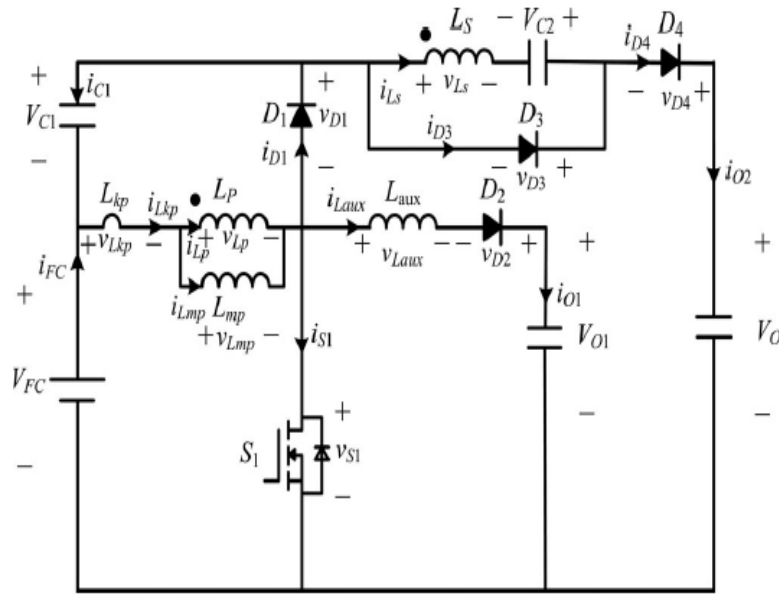 L_S - V_C2 + i_D4 D_4
+ i_C1 + i_Ls + v_Ls - - v_D4 +
V_C1 D_1 v_D1 i_D3 D_3
- i_D1 - - v_D3 + i_O2
L_kp i_Lkp L_P i_Laux L_aux D_2
+ v_Lkp - i_Lp + v_Lp - + v_Laux - - v_D2 + +
i_FC i_Lmp L_mp i_O1 +
+ + v_Lmp - i_S1 V_O1 V_O
V_FC + - -
- S_1 v_S1
-